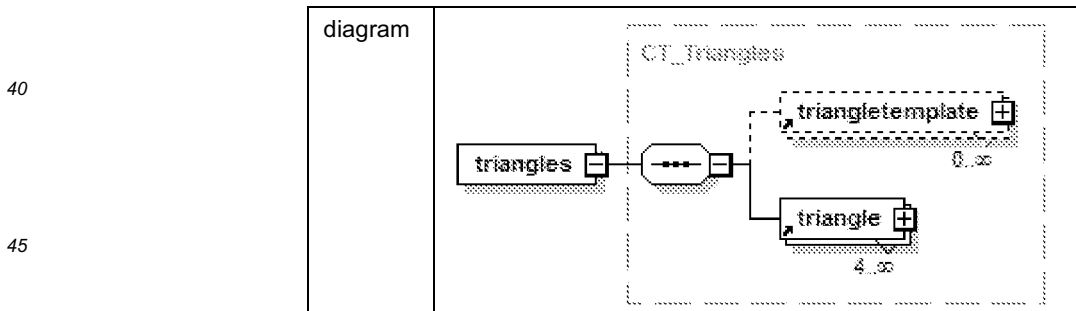 diagram
CT_Triangles
40
triangletemplate
0..∞
triangles
triangle
45
4..∞